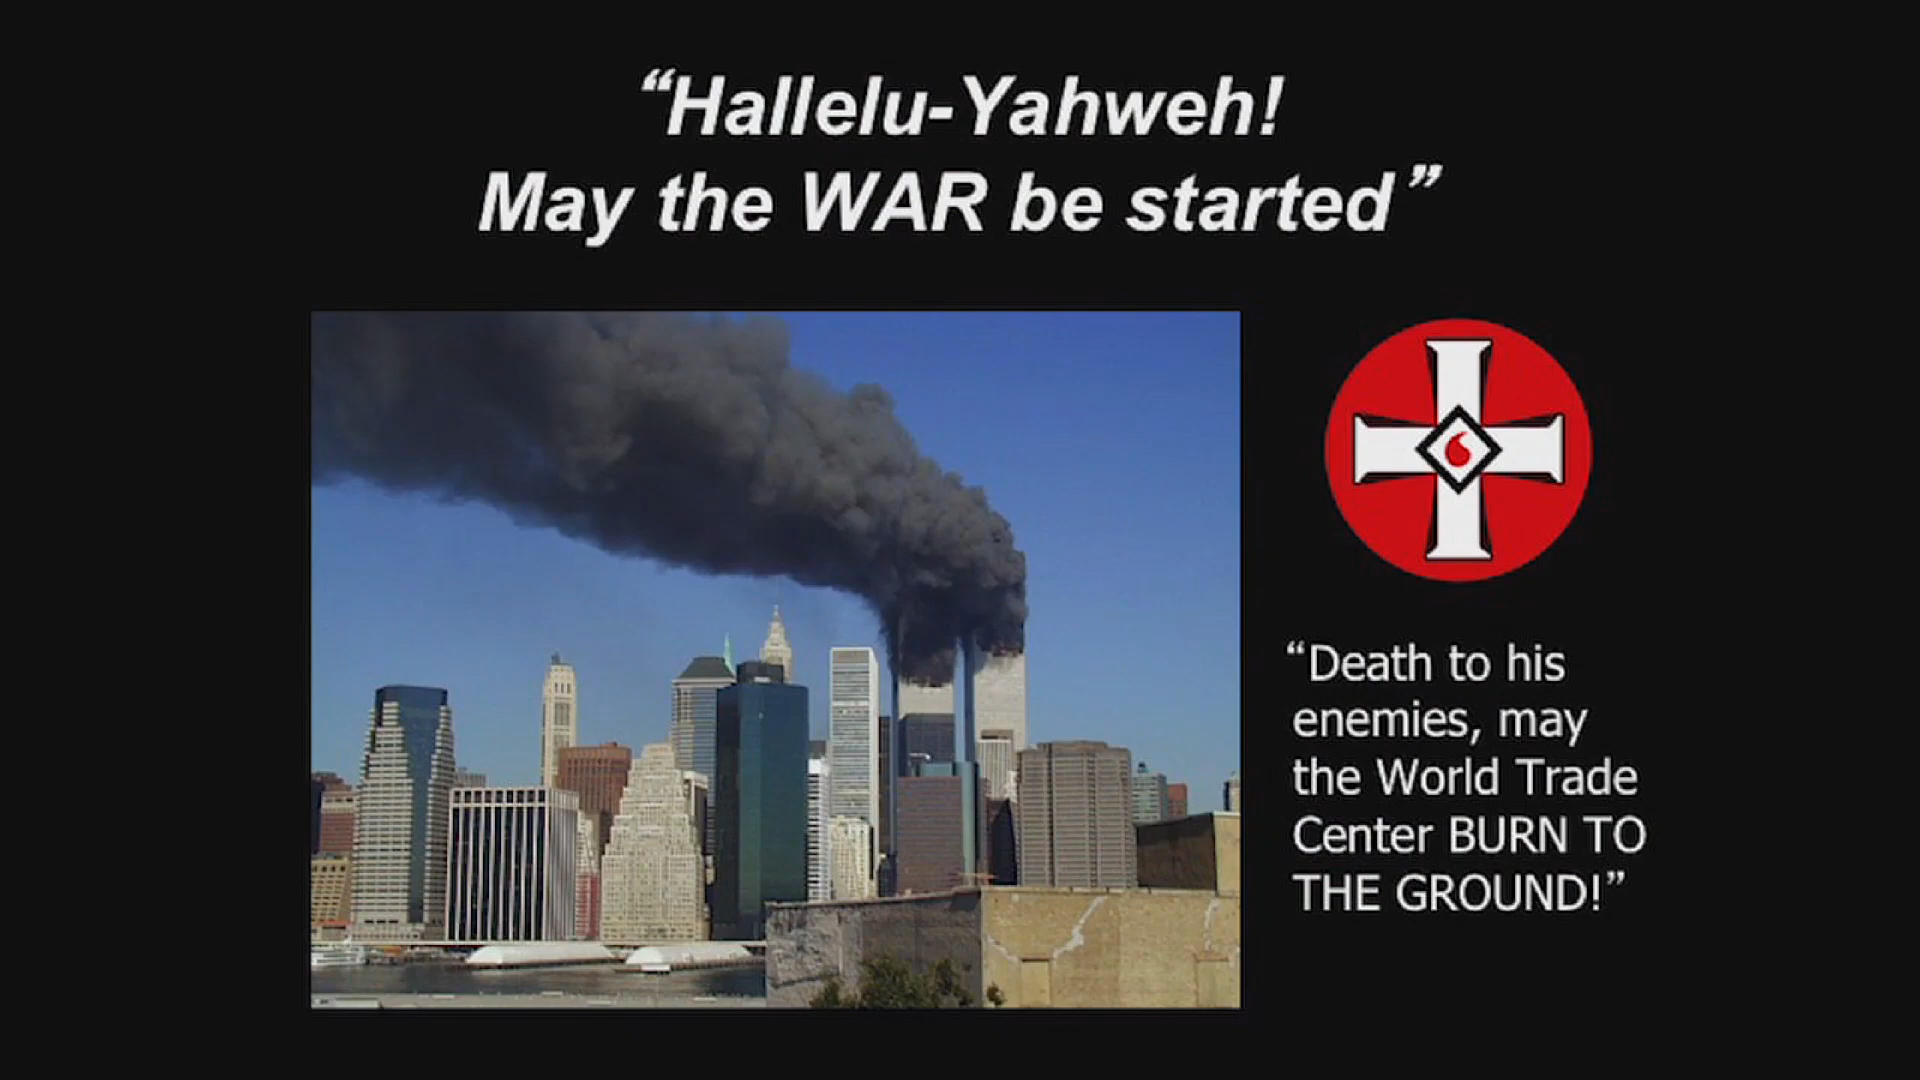 “Hallelu-Yahweh!
May the WAR be started”
“Death to his
enemies, may
the World Trade
Center BURN TO
THE GROUND!”